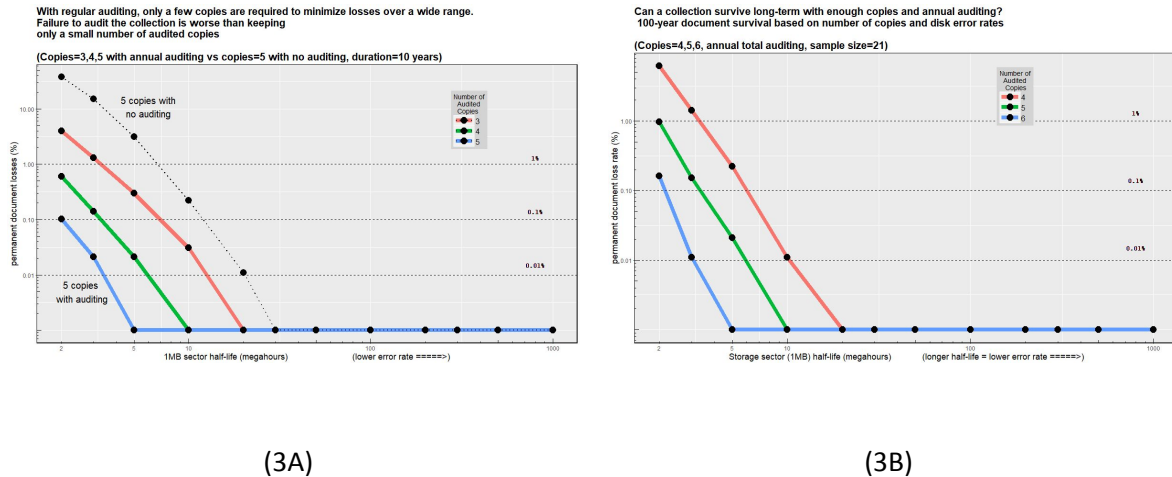 With regular auditing, only a few copies are required to minimize losses over a wide range.
Failure to audit the collection is worse than keeping
only a small number of audited copies
(Copies=3,4,5 with annual auditing vs copies=5 with no auditing, duration=10 years)
permanent document losses (%)
10.00
1.00
0.10
0.01
5 copies with
no auditing
Number of
Audited
Copies
3
4
5
1%
0.1%
0.01%
5 copies
with auditing
2
5
10
100
1000
1MB sector half-life (megahours)
(lower error rate =====>)
(3A)
Can a collection survive long-term with enough copies and annual auditing?
100-year document survival based on number of copies and disk error rates
(Copies=4,5,6, annual total auditing, sample size=21)
permanent document loss rate (%)
1.00
0.10
0.01
Number of
Audited
Copies
4
5
6
1%
0.1%
0.01%
2
5
10
100
1000
Storage sector (1MB) half-life (megahours)
(longer half-life = lower error rate =====>)
(3B)